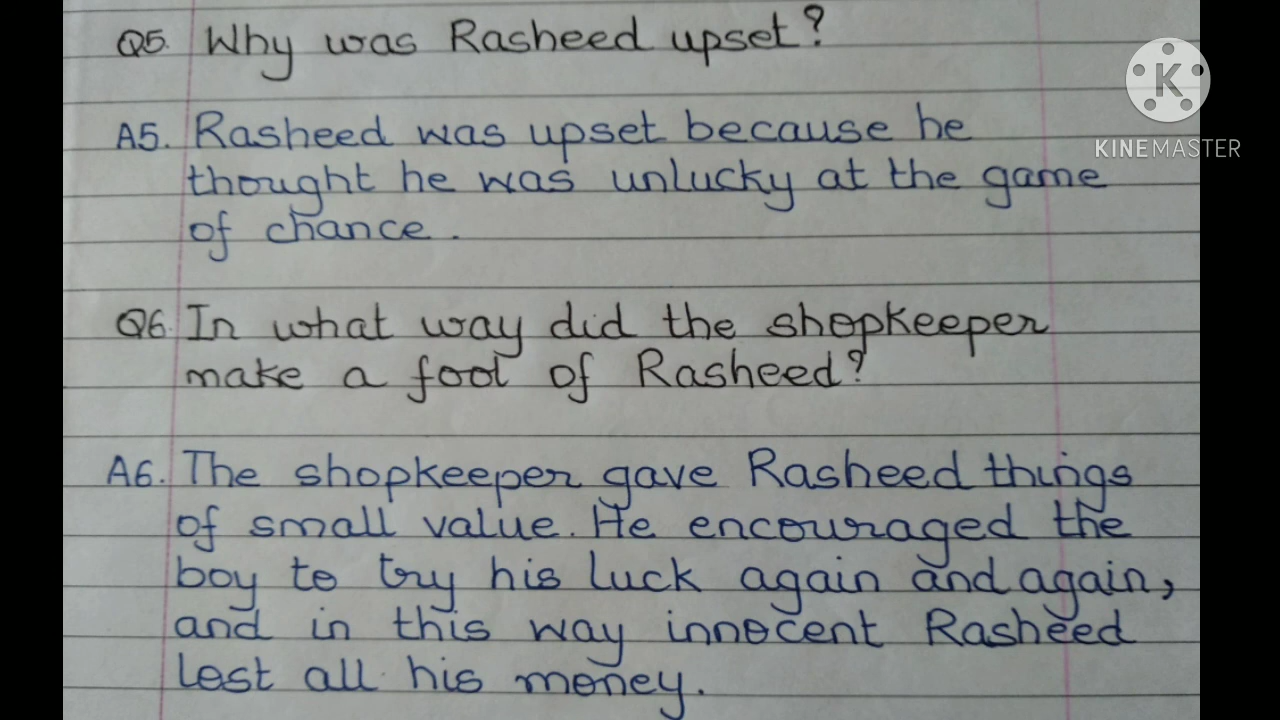 Q5. Why was Rasheed upset?
K
KINEMASTER
A5. Rasheed was upset because he
thought he was unlucky at the game
of chance.
Q6. In what way did the shopkeeper
make a fool of Rasheed?
A6. The shopkeeper gave Rasheed things
of small value. He encouraged the
boy to try his luck again and again,
and in this way innocent Rasheed
lost all his money.